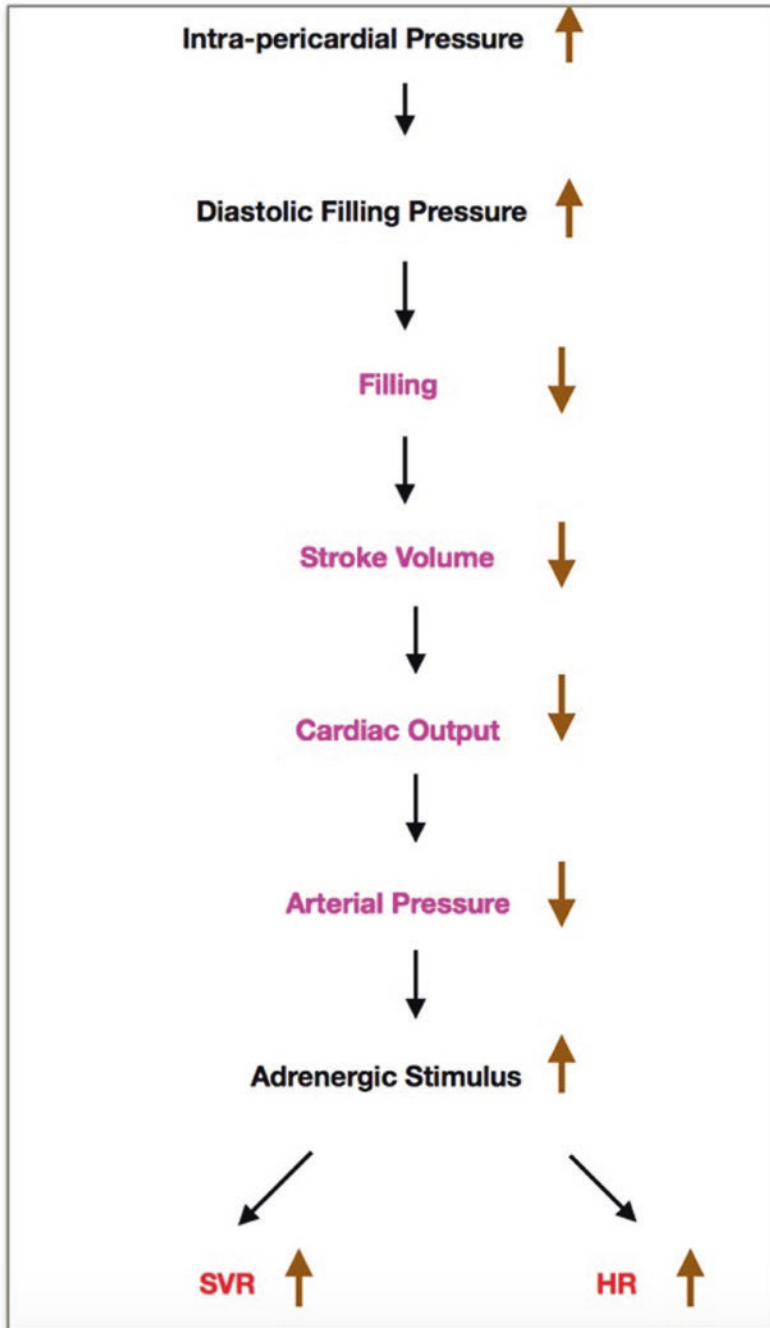 Intra-pericardial Pressure
Diastolic Filling Pressure
Filling
Stroke Volume
Cardiac Output
Arterial Pressure
Adrenergic Stimulus
SVR HR